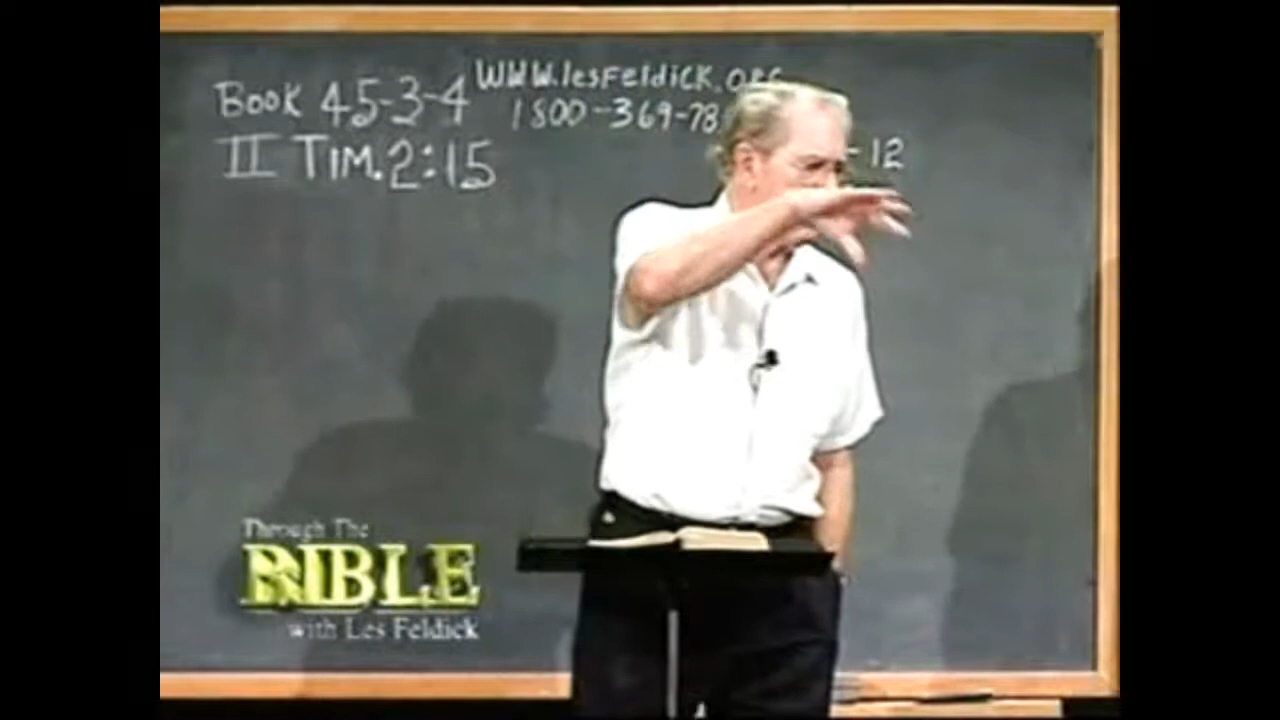 Book 45-3-4
II Tim. 2:15
www.lesFeldick.org
1800-369-78
-12
Through The
BIBLE
with Les Feldick